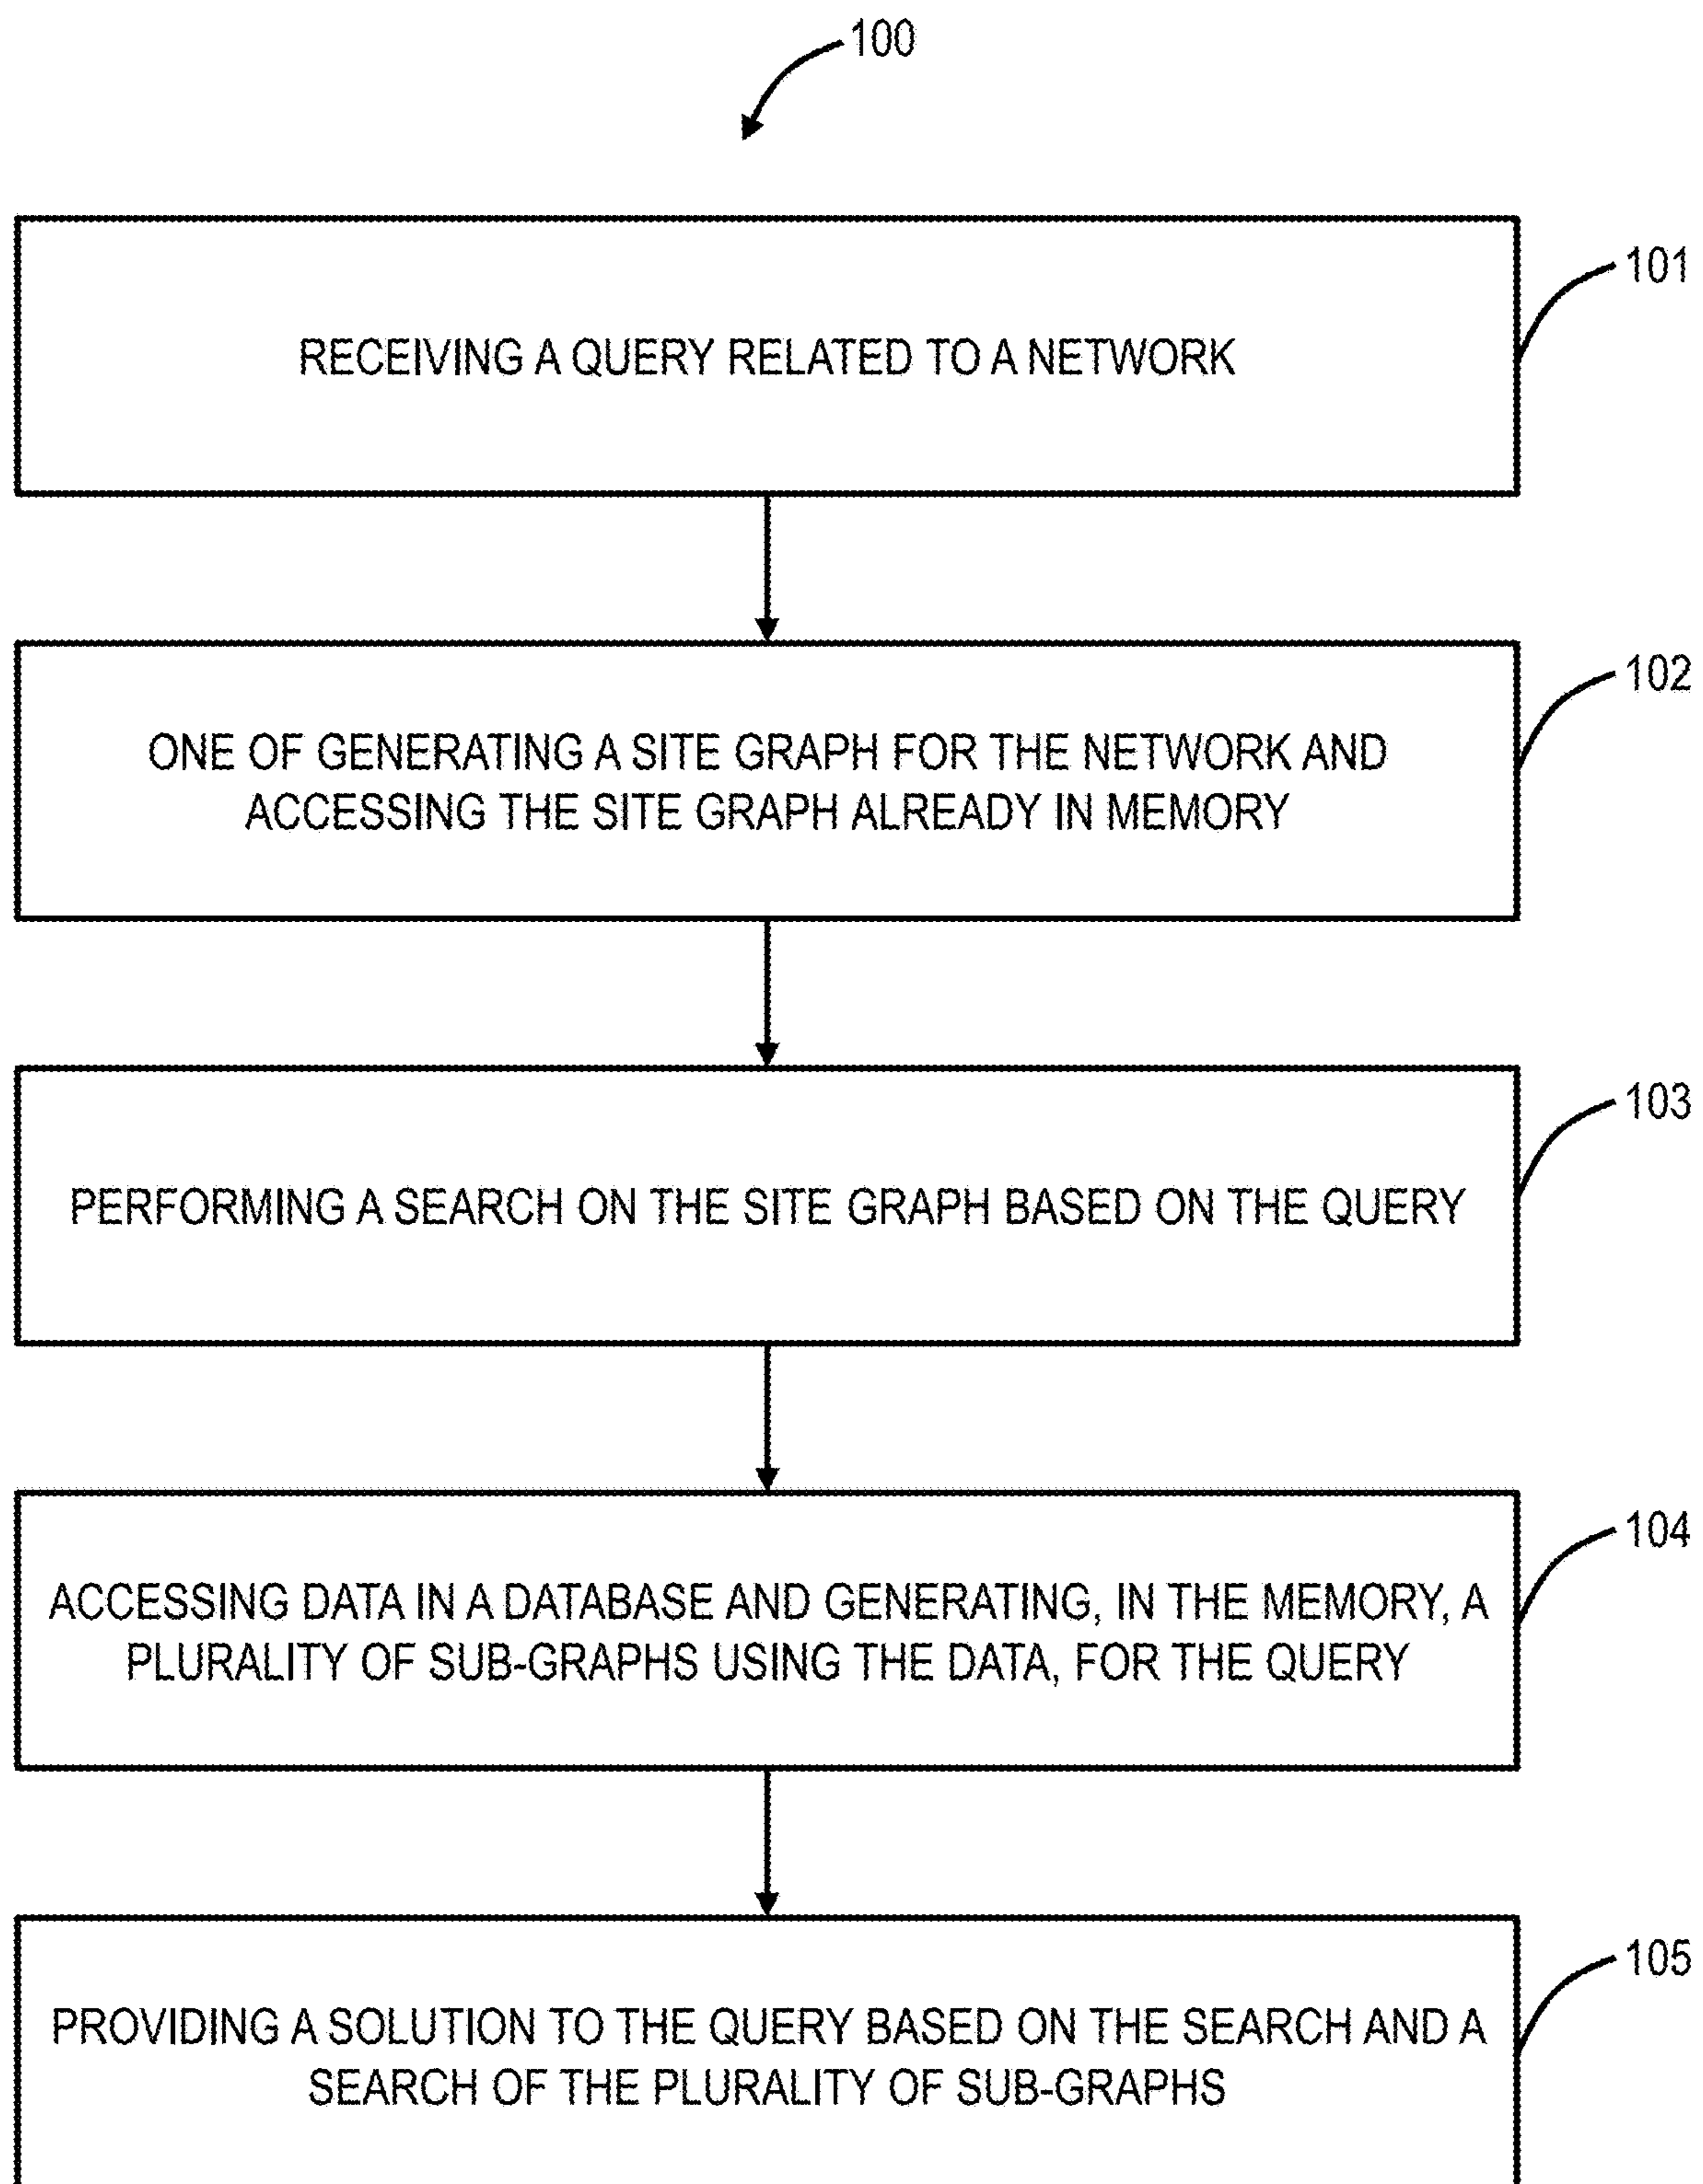 100
RECEIVING A QUERY RELATED TO A NETWORK
101
ONE OF GENERATING A SITE GRAPH FOR THE NETWORK AND
ACCESSING THE SITE GRAPH ALREADY IN MEMORY
102
PERFORMING A SEARCH ON THE SITE GRAPH BASED ON THE QUERY
103
ACCESSING DATA IN A DATABASE AND GENERATING, IN THE MEMORY, A
PLURALITY OF SUB-GRAPHS USING THE DATA, FOR THE QUERY
104
PROVIDING A SOLUTION TO THE QUERY BASED ON THE SEARCH AND A
SEARCH OF THE PLURALITY OF SUB-GRAPHS
105